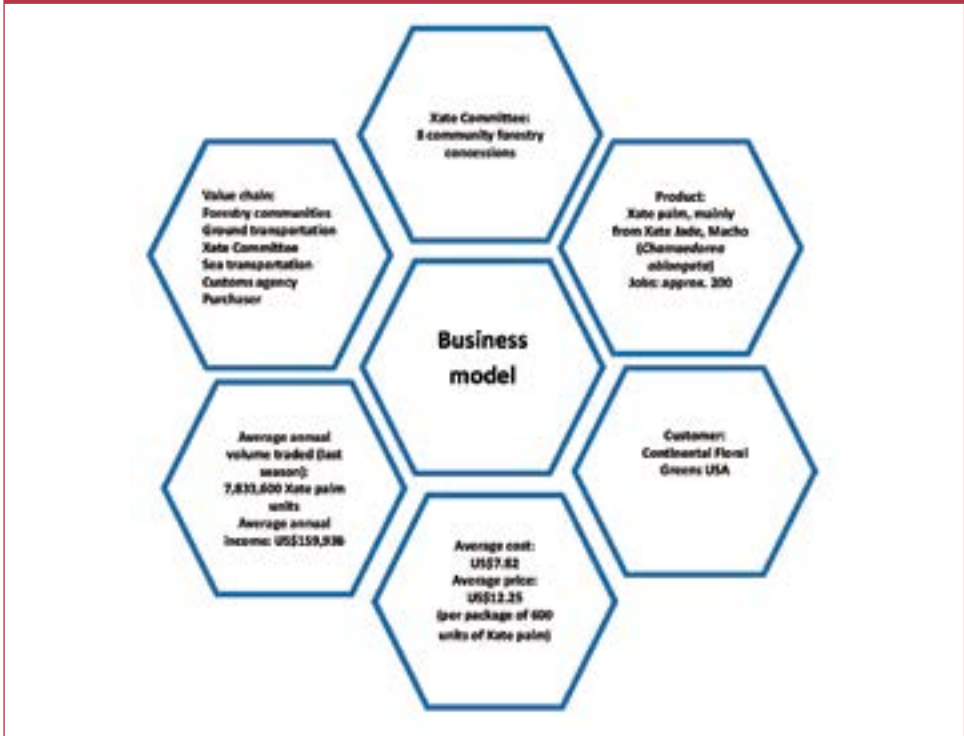 Xate Committee:
8 community forestry
concessions
Value chain:
Forestry communities
Ground transportation
Xate Committee
Sea transportation
Customs agency
Purchaser
Product:
Xate palm, mainly
from Xate Jade, Macho
(Chamaedorea
oblongata)
Jobs: approx. 200
Business
model
Average annual
volume traded (last
season):
7,833,600 Xate palm
units
Average annual
income: US$159,936
Customer:
Continental Floral
Greens USA
Average cost:
US$7.82
Average price:
US$12.25
(per package of 600
units of Xate palm)